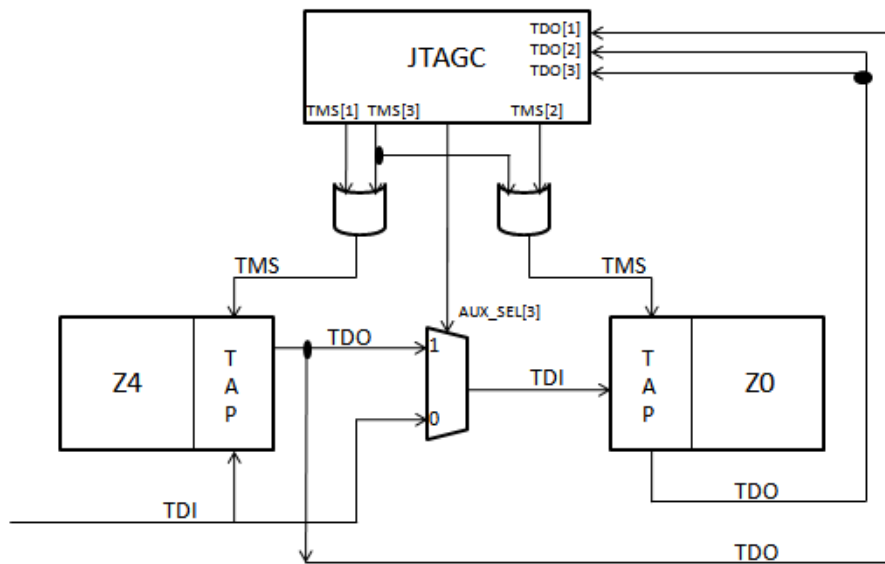 TDO[1]
TDO[2]
JTAGC
TDO[3]
TMS[1] TMS[3] TMS[2]
TMS TMS
AUX_SEL[3]
TDO
1
Z4
T
A
P
TDI
T
A
P
Z0
0
TDO
TDI
TDO